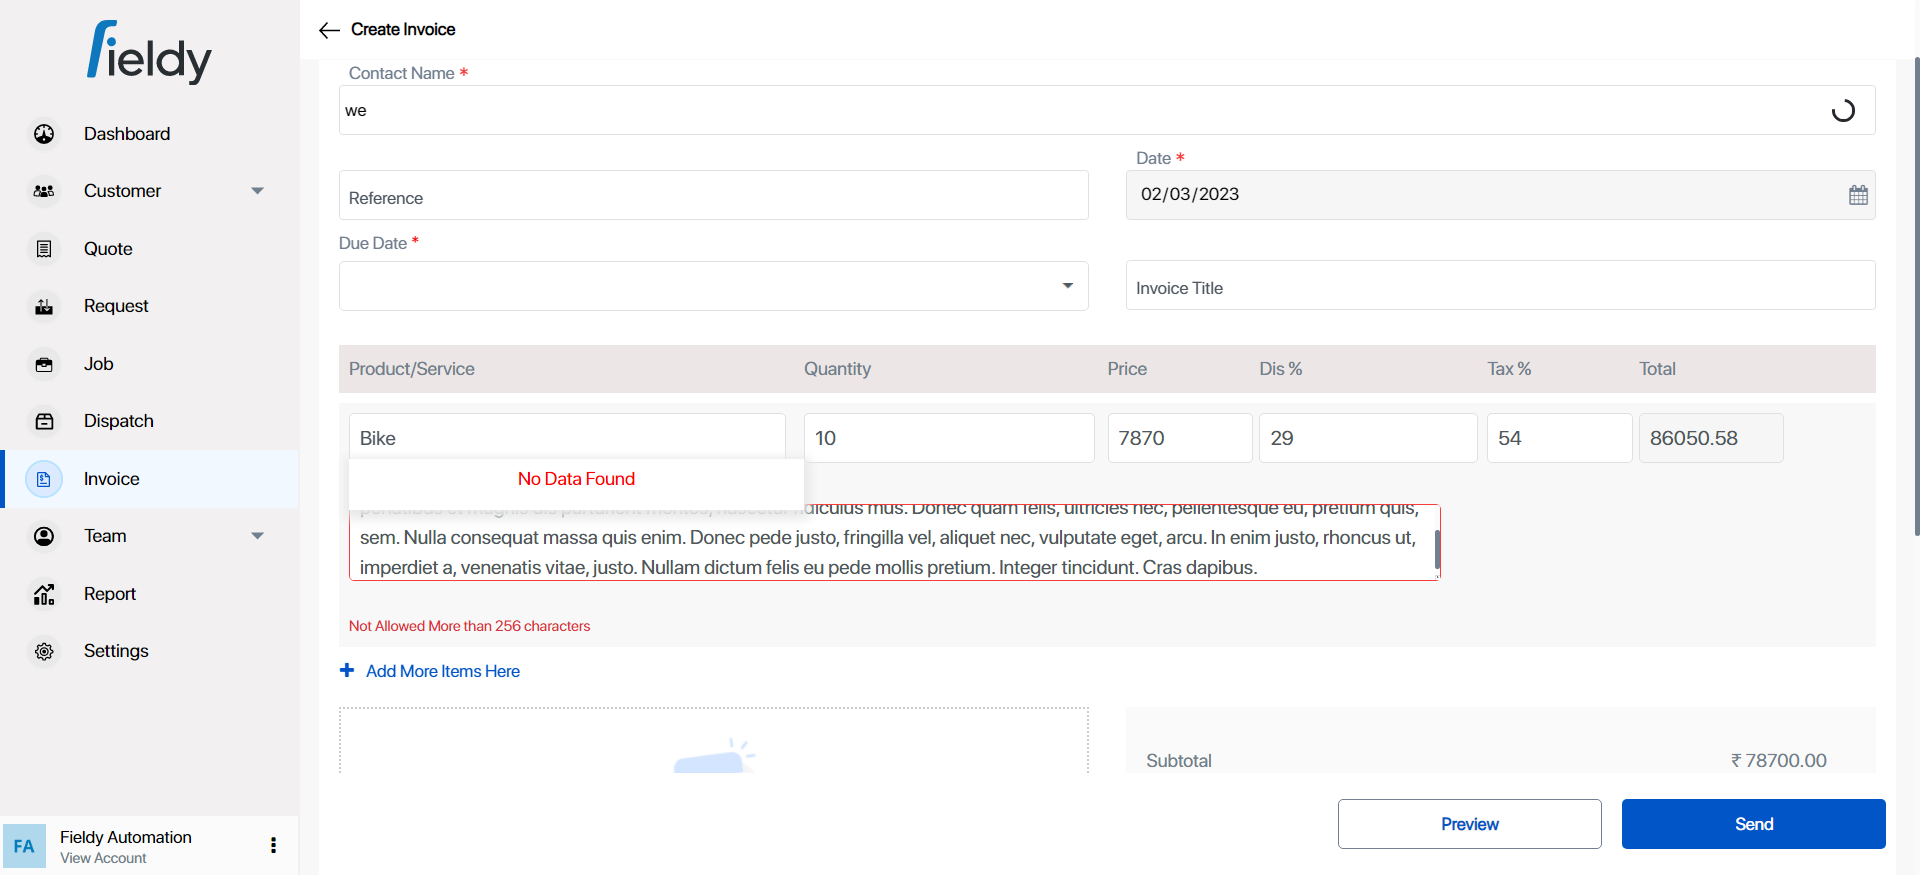 fieldy
Create Invoice
Dashboard
Customer
Quote
Request
Job
Dispatch
Invoice
Team
Report
Settings
FA
Fieldy Automation
View Account
Contact Name *
we
Reference
Date *
02/03/2023
Due Date *
Invoice Title
Product/Service Quantity Price Dis % Tax % Total
Bike 10 7870 29 54 86050.58
No Data Found
ridiculus mus. Donec quam felis, ultricies nec, pellentesque eu, pretium quis,
sem. Nulla consequat massa quis enim. Donec pede justo, fringilla vel, aliquet nec, vulputate eget, arcu. In enim justo, rhoncus ut,
imperdiet a, venenatis vitae, justo. Nullam dictum felis eu pede mollis pretium. Integer tincidunt. Cras dapibus.
Not Allowed More than 256 characters
+ Add More Items Here
Subtotal ₹ 78700.00
Preview
Send